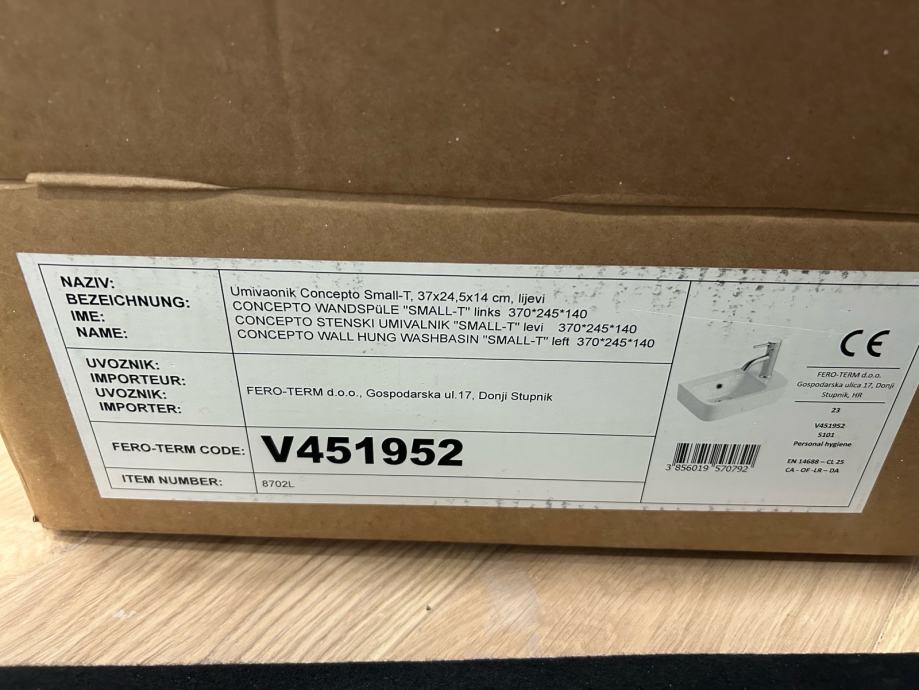 NAZIV:
BEZEICHNUNG:
IME:
NAME:
Umivaonik Concepto Small-T, 37x24,5x14 cm, lijevi
CONCEPTO WANDSPüLE "SMALL-T" links 370*245*140
CONCEPTO STENSKI UMIVALNIK "SMALL-T" levi 370*245*140
CONCEPTO WALL HUNG WASHBASIN "SMALL-T" left 370*245*140
UVOZNIK:
IMPORTEUR:
UVOZNIK:
IMPORTER:
FERO-TERM d.o.o., Gospodarska ul.17, Donji Stupnik
FERO-TERM CODE:
V451952
ITEM NUMBER:
8702L
3 856019 570792
CE
FERO-TERM d.o.o.
Gospodarska ulica 17, Donji
Stupnik, HR
23
V451952
5101
Personal hygiene
EN 14688 – CL 25
CA - OF -LR – DA